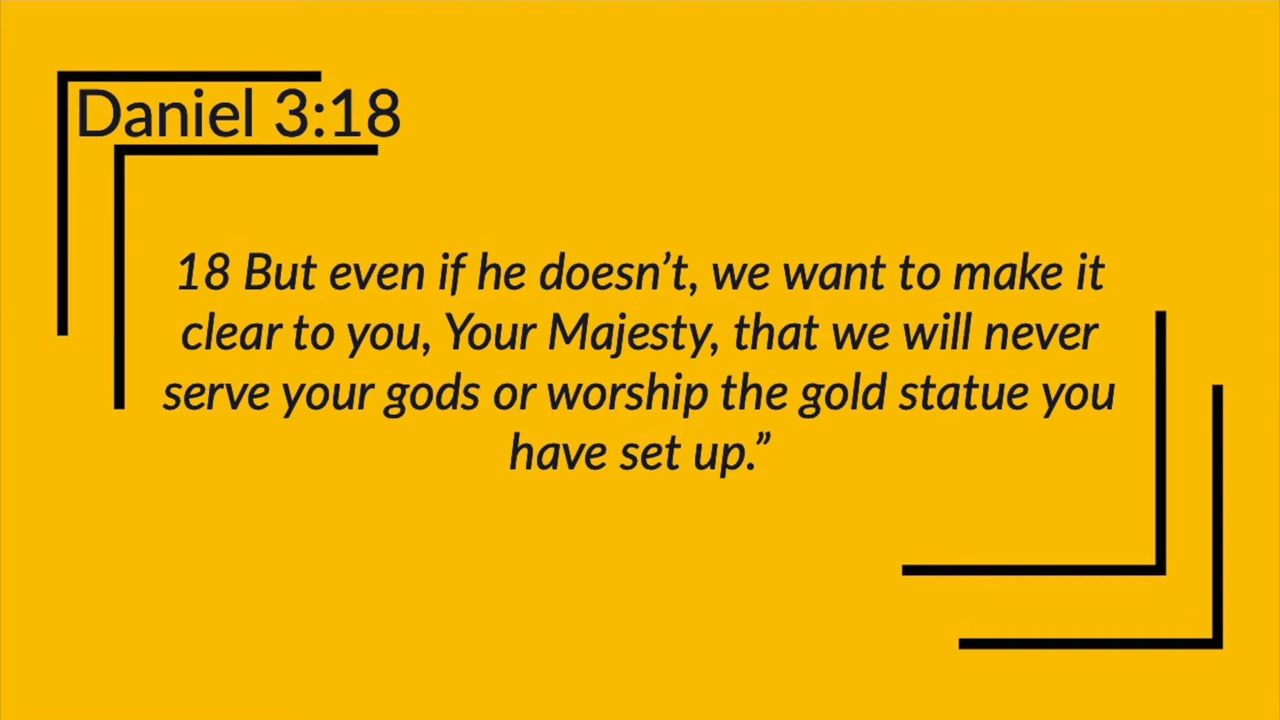 Daniel 3:18
18 But even if he doesn’t, we want to make it
clear to you, Your Majesty, that we will never
serve your gods or worship the gold statue you
have set up.”